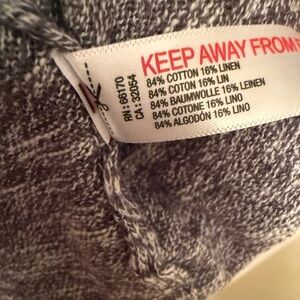 KEEP AWAY FROM
84% COTTON 16% LINEN
84% COTON 16% LIN
84% BAUMWOLLE 16% LEINEN
84% COTONE 16% LINO
84% ALGODÓN 16% LINO
RN: 66170
CA: 32054